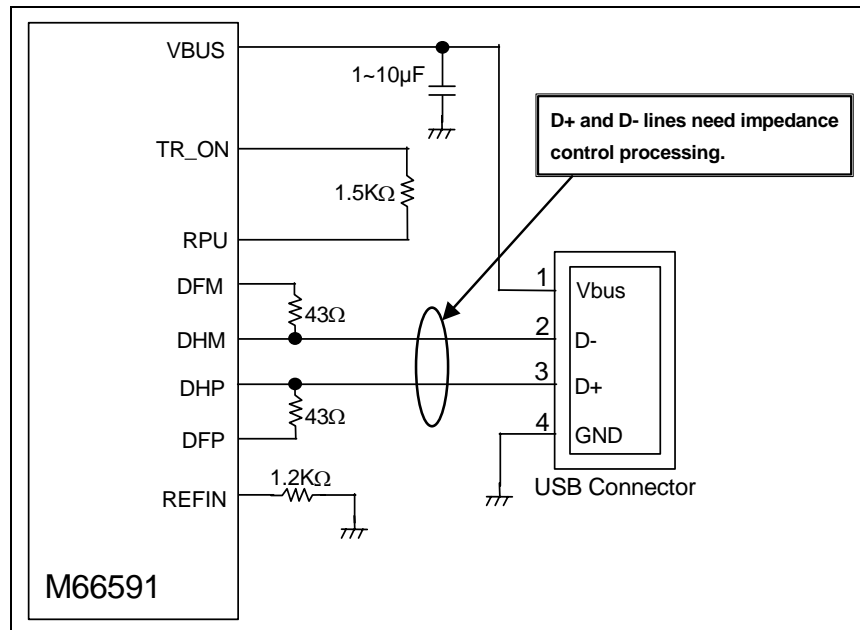 VBUS
1~10µF
D+ and D- lines need impedance
control processing.
TR_ON
1.5KΩ
RPU
DFM
43Ω
1
Vbus
DHM
2
D-
DHP
3
D+
43Ω
DFP
4
GND
1.2KΩ
REFIN
USB Connector
M66591